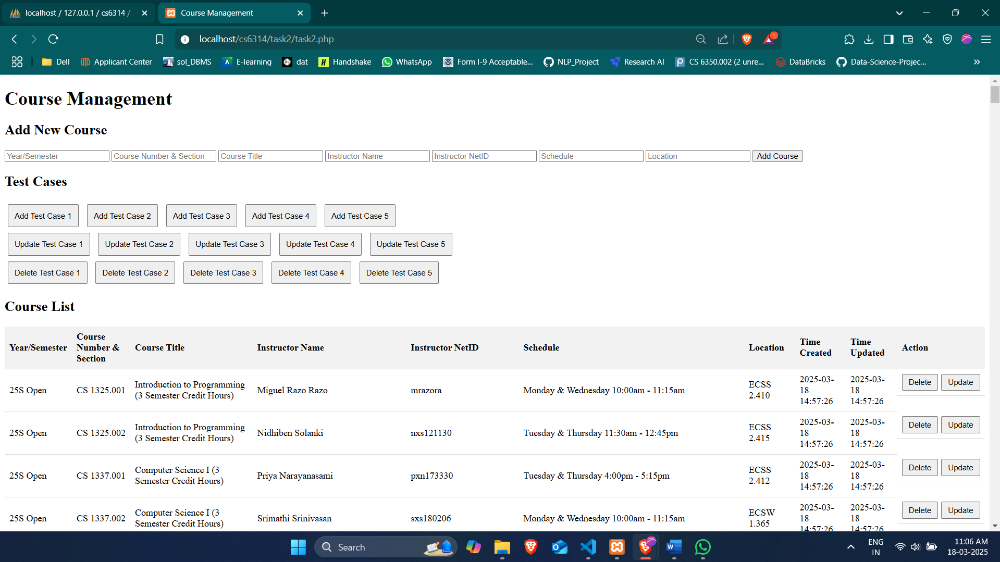 localhost / 127.0.0.1 / cs6314 /
Course Management
localhost/cs6314/task2/task2.php
1
Dell
Applicant Center
sol_DBMS
E-learning
dat
Handshake
WhatsApp
Form I-9 Acceptable...
NLP_Project
Research AI
CS 6350.002 (2 unre...
DataBricks
Data-Science-Projec...
Course Management
Add New Course
Year/Semester Course Number & Section Course Title Instructor Name Instructor NetID Schedule Location Add Course
Test Cases
Add Test Case 1 Add Test Case 2 Add Test Case 3 Add Test Case 4 Add Test Case 5
Update Test Case 1 Update Test Case 2 Update Test Case 3 Update Test Case 4 Update Test Case 5
Delete Test Case 1 Delete Test Case 2 Delete Test Case 3 Delete Test Case 4 Delete Test Case 5
Course List
Year/Semester
Course
Number &
Section
Course Title
Instructor Name
Instructor NetID
Schedule
Location
Time
Created
Time
Updated
Action
25S Open
CS 1325.001
Introduction to Programming
(3 Semester Credit Hours)
Miguel Razo Razo
mrazora
Monday & Wednesday 10:00am - 11:15am
ECSS
2.410
2025-03-
18
14:57:26
2025-03-
18
14:57:26
Delete Update
25S Open
CS 1325.002
Introduction to Programming
(3 Semester Credit Hours)
Nidhiben Solanki
nxs121130
Tuesday & Thursday 11:30am - 12:45pm
ECSS
2.415
2025-03-
18
14:57:26
2025-03-
18
14:57:26
Delete Update
25S Open
CS 1337.001
Computer Science I (3
Semester Credit Hours)
Priya Narayanasami
pxn173330
Tuesday & Thursday 4:00pm - 5:15pm
ECSS
2.412
2025-03-
18
14:57:26
2025-03-
18
14:57:26
Delete Update
25S Open
CS 1337.002
Computer Science I (3
Semester Credit Hours)
Srimathi Srinivasan
sxs180206
Monday & Wednesday 10:00am - 11:15am
ECSW
1.365
2025-03-
18
14:57:26
2025-03-
18
14:57:26
Delete Update
Search
ENG
IN
11:06 AM
18-03-2025